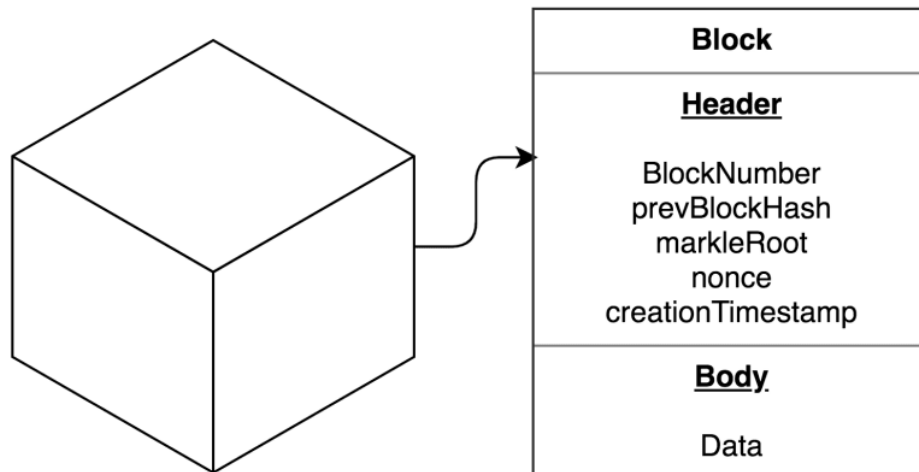 Block
Header
BlockNumber
prevBlockHash
markleRoot
nonce
creationTimestamp
Body
Data